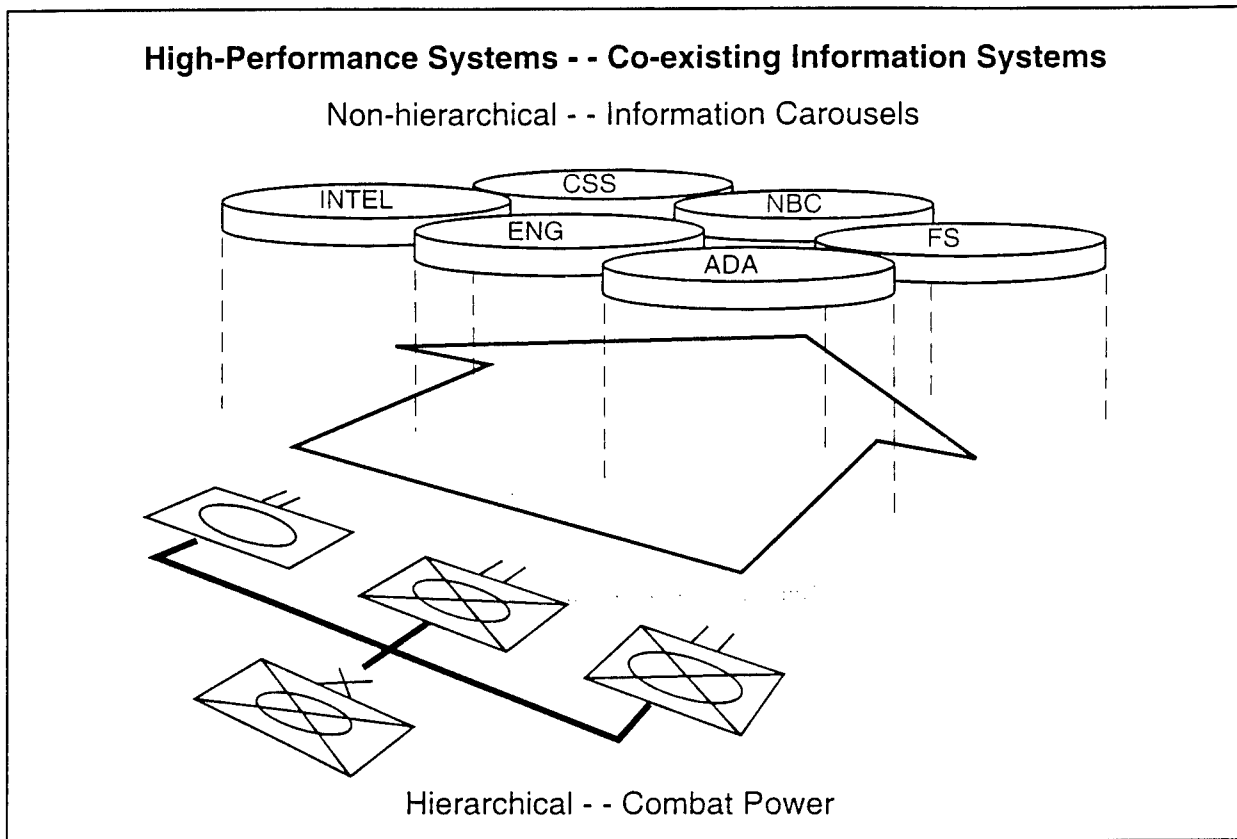 High-Performance Systems - - Co-existing Information Systems
Non-hierarchical - - Information Carousels
CSS
INTEL
NBC
ENG
FS
ADA
Hierarchical - - Combat Power